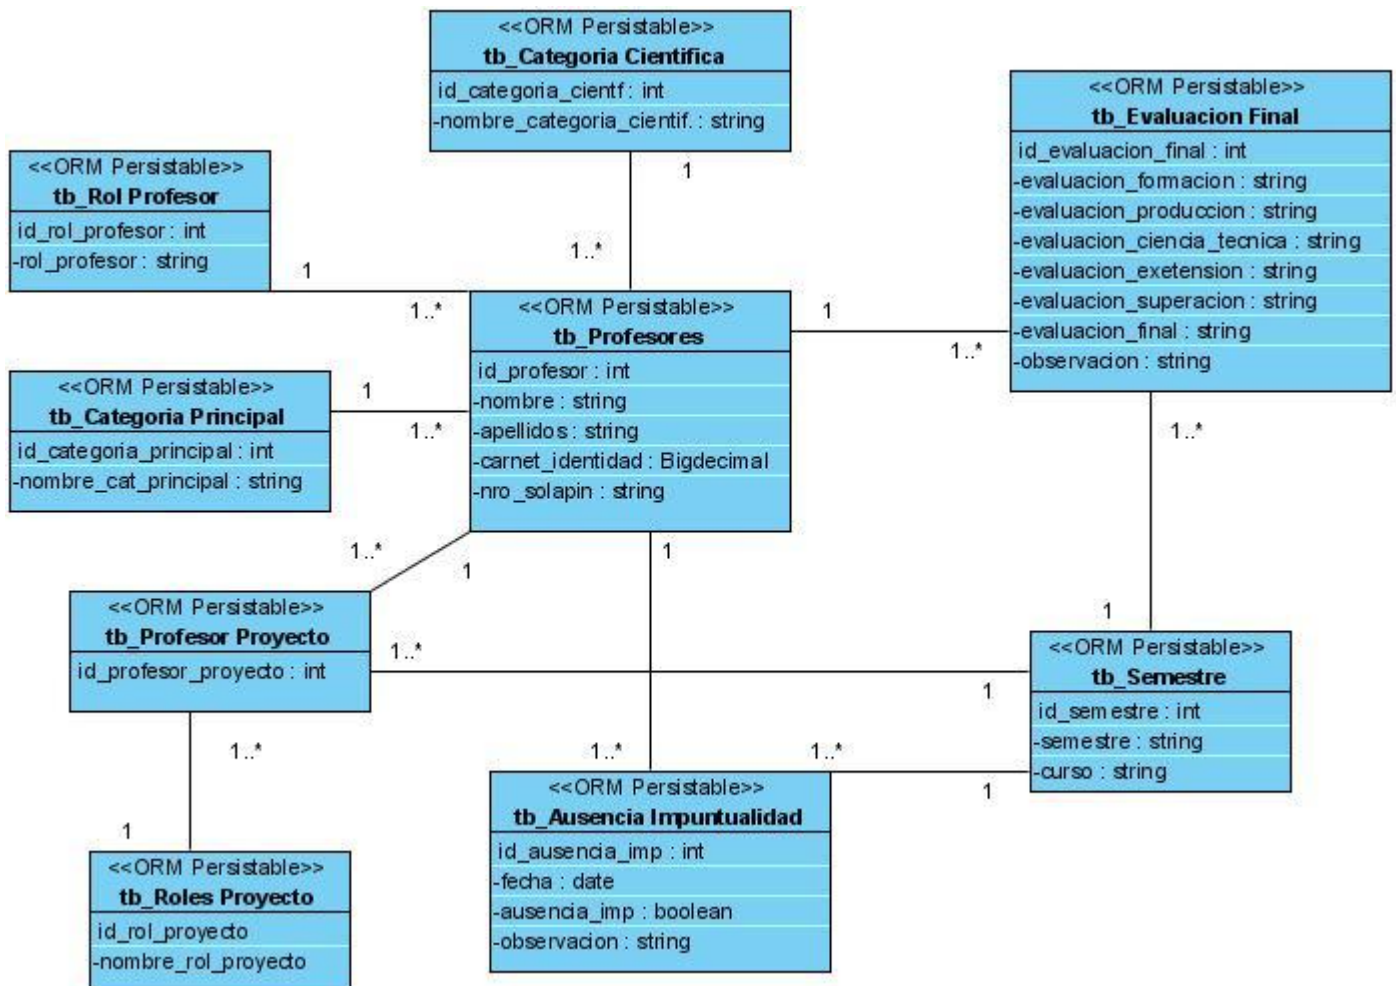 <<ORM Persistable>>
tb_Categoria Cientifica
id_categoria_cientf : int
-nombre_categoria_cientif. : string
1
1..*
<<ORM Persistable>>
tb_Evaluacion Final
id_evaluacion_final : int
-evaluacion_formacion : string
-evaluacion_produccion : string
-evaluacion_ciencia_tecnica : string
-evaluacion_exetension : string
-evaluacion_superacion : string
-evaluacion_final : string
-observacion : string
<<ORM Persistable>>
tb_Rol Profesor
id_rol_profesor : int
-rol_profesor : string
1
1..*
<<ORM Persistable>>
tb_Profesores
id_profesor : int
-nombre : string
-apellidos : string
-carnet_identidad : Bigdecimal
-nro_solapin : string
1
1..*
<<ORM Persistable>>
tb_Categoria Principal
id_categoria_principal : int
-nombre_cat_principal : string
1
1..*
1..*
1
1..*
1
1
<<ORM Persistable>>
tb_Profesor Proyecto
id_profesor_proyecto : int
1..*
1
<<ORM Persistable>>
tb_Semestre
id_semestre : int
-semestre : string
-curso : string
1..*
1
1..*
1..*
1
<<ORM Persistable>>
tb_Ausencia Impuntualidad
id_ausencia_imp : int
-fecha : date
-ausencia_imp : boolean
-observacion : string
<<ORM Persistable>>
tb_Roles Proyecto
id_rol_proyecto
-nombre_rol_proyecto